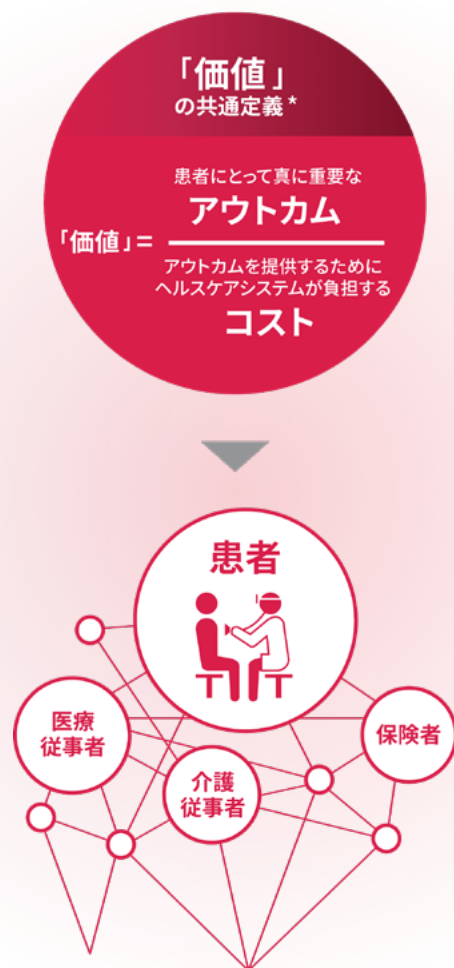 「価値」
の共通定義*
患者にとって真に重要な
アウトカム
「価値」=
アウトカムを提供するために
ヘルスケアシステムが負担する
コスト
患者
医療
従事者
介護
従事者
保険者